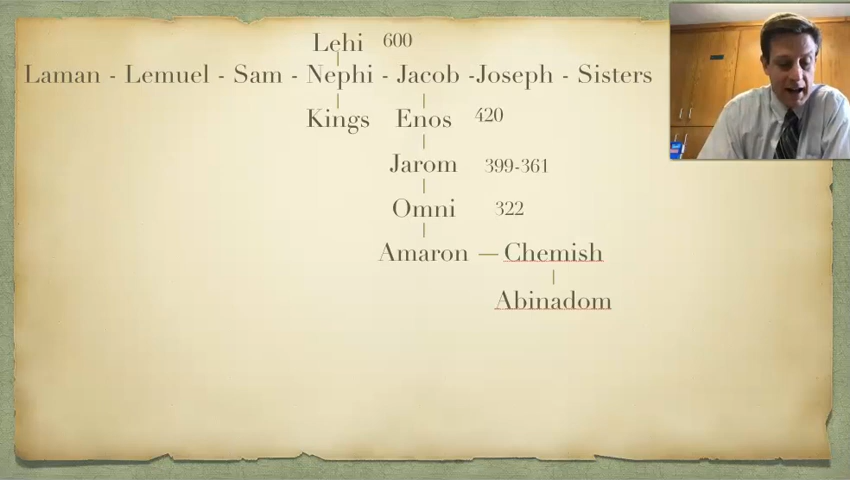 Lehi 600
Laman - Lemuel - Sam - Nephi - Jacob -Joseph - Sisters
Kings Enos 420
Jarom 399-361
Omni 322
Amaron — Chemish
Abinadom